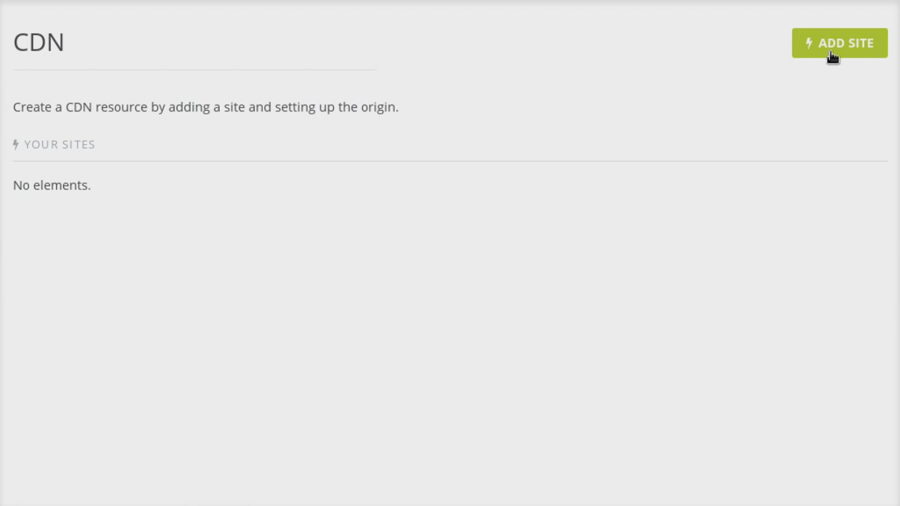 CDN
ADD SITE
Create a CDN resource by adding a site and setting up the origin.
YOUR SITES
No elements.